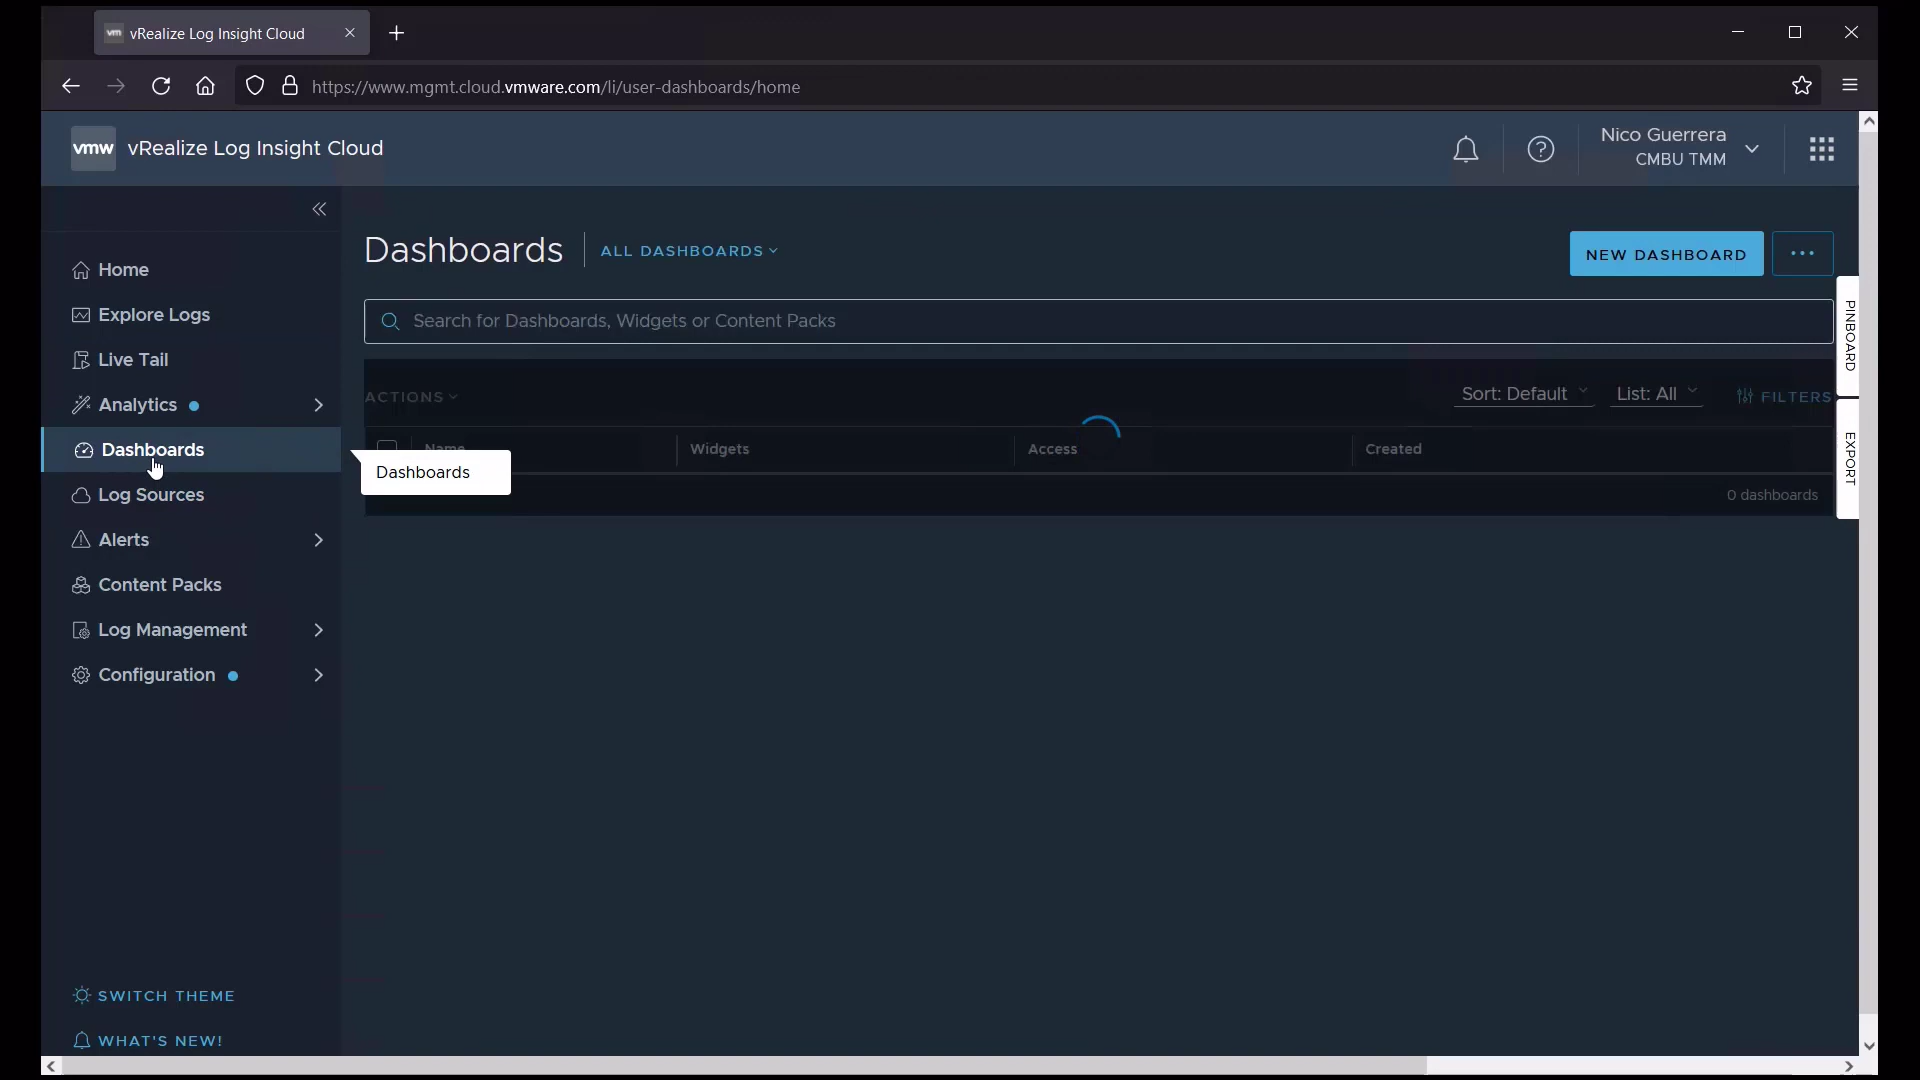 vm vRealize Log Insight Cloud
https://www.mgmt.cloud.vmware.com/li/user-dashboards/home
vmw vRealize Log Insight Cloud
Nico Guerrera
CMBU TMM
Home
Explore Logs
Live Tail
Analytics
Dashboards
Log Sources
Alerts
Content Packs
Log Management
Configuration
SWITCH THEME
WHAT'S NEW!
Dashboards
ALL DASHBOARDS
NEW DASHBOARD
Search for Dashboards, Widgets or Content Packs
ACTIONS
Sort: Default
List: All
FILTERS
Name
Widgets
Access
Created
Dashboards
0 dashboards
PINBOARD
EXPORT